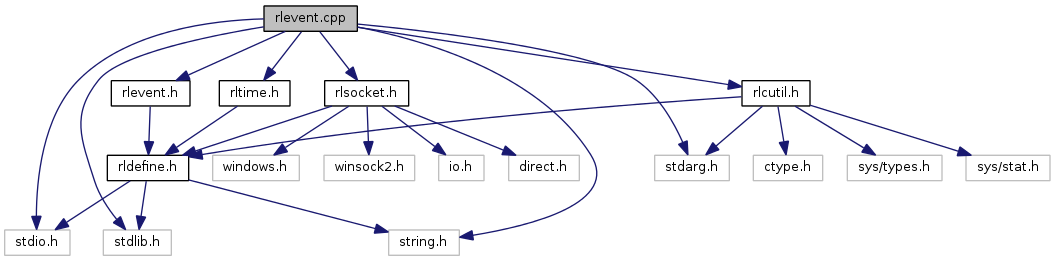 rlevent.cpp
rlevent.h
rltime.h
rlsocket.h
rlcutil.h
rldefine.h
windows.h
winsock2.h
io.h
direct.h
stdarg.h
ctype.h
sys/types.h
sys/stat.h
stdio.h
stdlib.h
string.h